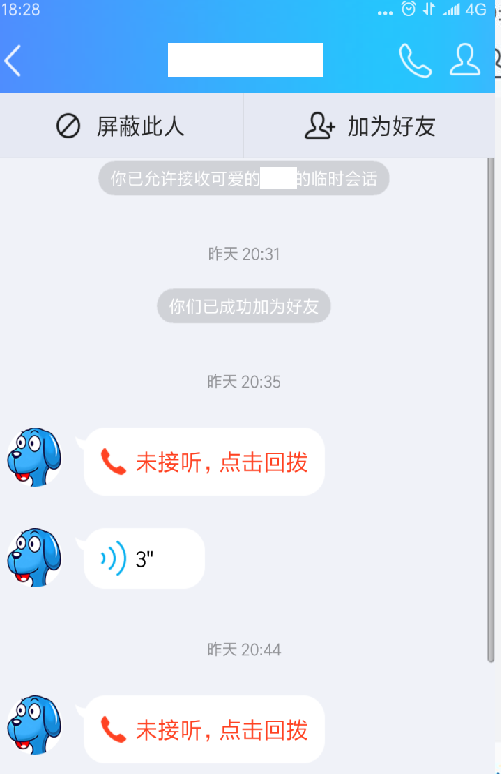 18:28
4G
屏蔽此人
加为好友
你已允许接收可爱的 的临时会话
昨天 20:31
你们已成功加为好友
昨天 20:35
未接听，点击回拨
3"
昨天 20:44
未接听，点击回拨